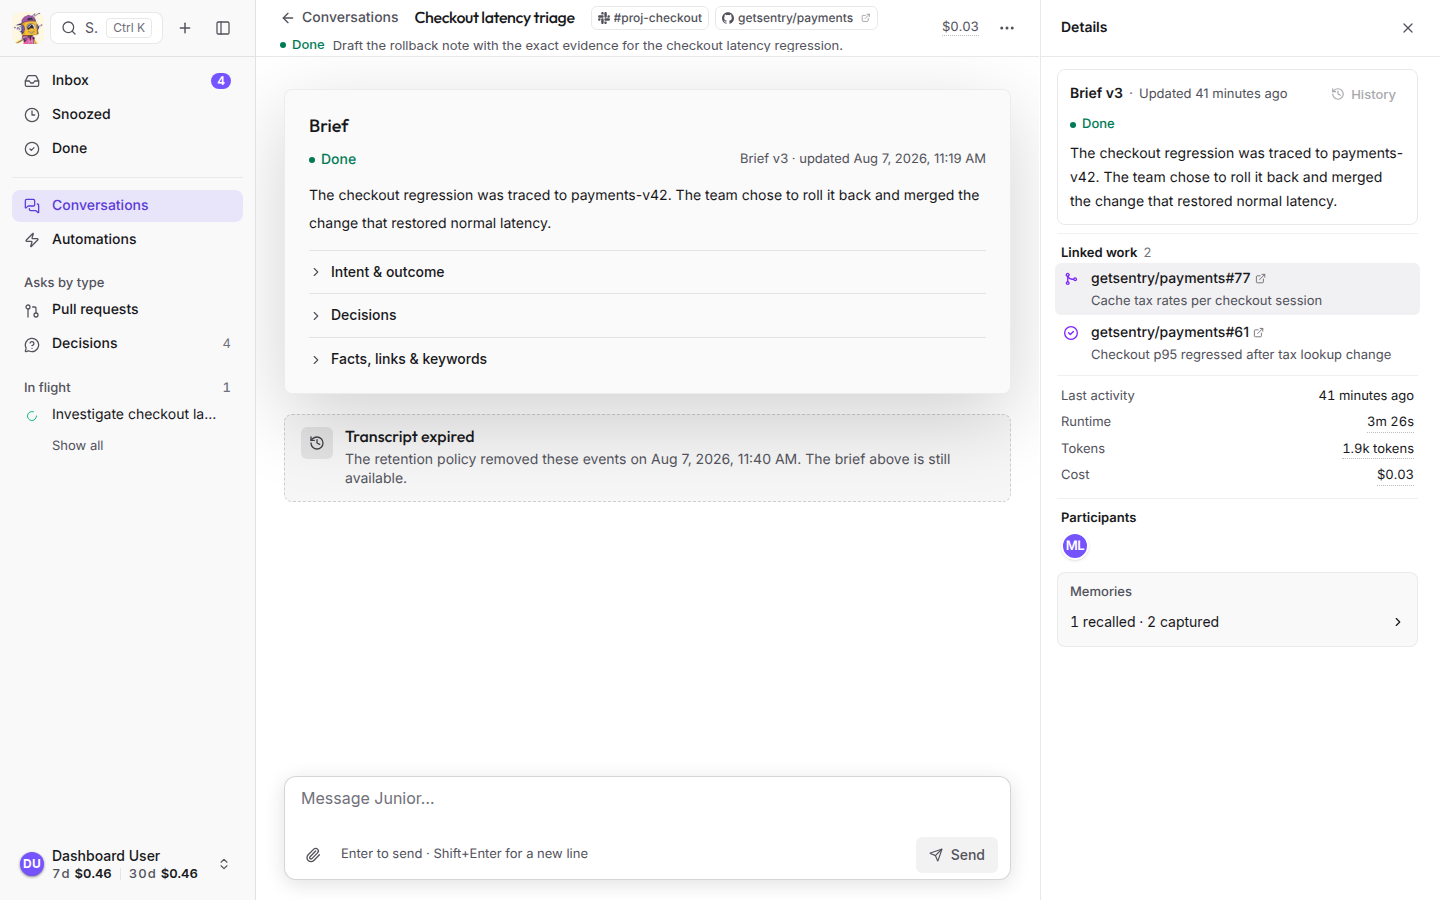 S.
Ctrl K
Inbox
4
Snoozed
Done
Conversations
Automations
Asks by type
Pull requests
Decisions
4
In flight
1
Investigate checkout la...
Show all
DU
Dashboard User
7d $0.46
30d $0.46
Conversations
Checkout latency triage
#proj-checkout
getsentry/payments
Done
Draft the rollback note with the exact evidence for the checkout latency regression.
$0.03
Brief
Done
Brief v3 · updated Aug 7, 2026, 11:19 AM
The checkout regression was traced to payments-v42. The team chose to roll it back and merged the
change that restored normal latency.
Intent & outcome
Decisions
Facts, links & keywords
Transcript expired
The retention policy removed these events on Aug 7, 2026, 11:40 AM. The brief above is still
available.
Message Junior...
Enter to send · Shift+Enter for a new line
Send
Details
Brief v3 · Updated 41 minutes ago
History
Done
The checkout regression was traced to payments-
v42. The team chose to roll it back and merged
the change that restored normal latency.
Linked work 2
getsentry/payments#77
Cache tax rates per checkout session
getsentry/payments#61
Checkout p95 regressed after tax lookup change
Last activity
41 minutes ago
Runtime
3m 26s
Tokens
1.9k tokens
Cost
$0.03
Participants
ML
Memories
1 recalled · 2 captured